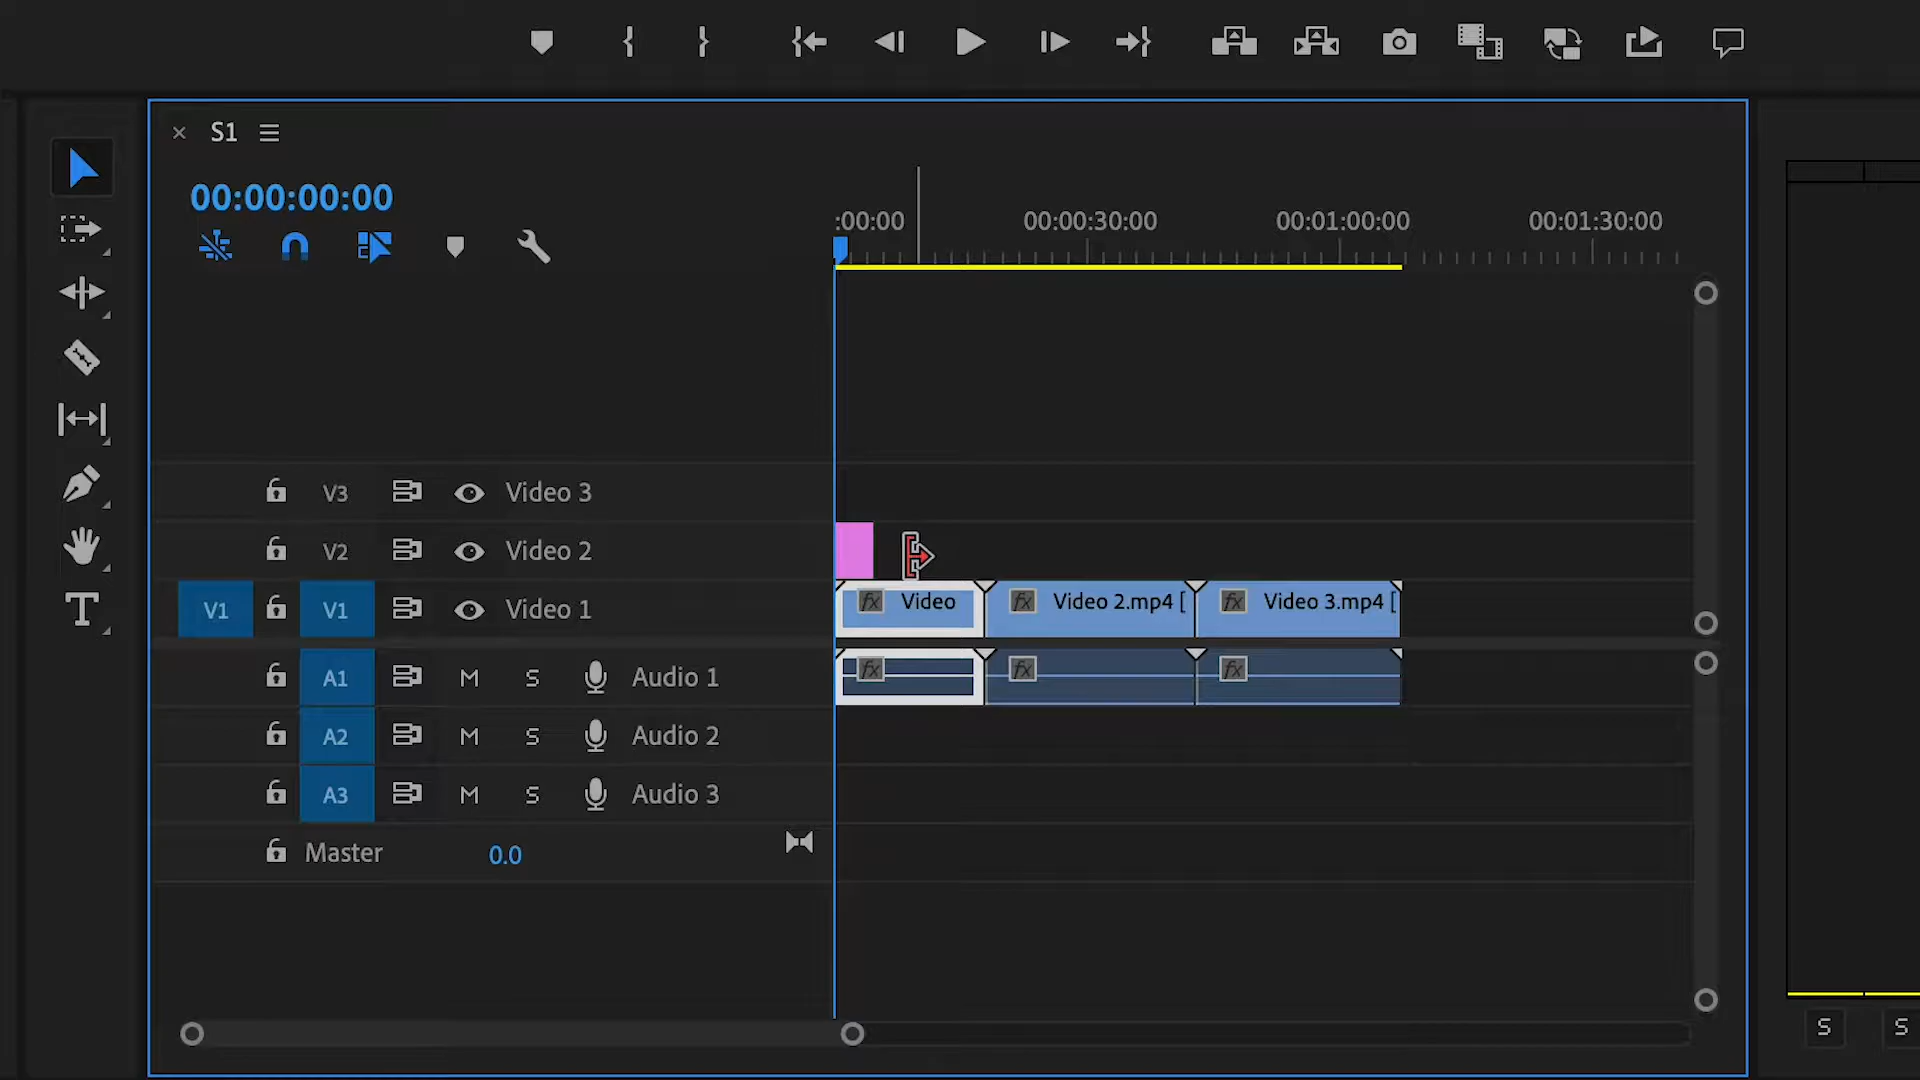 S1
00:00:00:00
:00:00 00:00:30:00 00:01:00:00 00:01:30:00
V3 Video 3
V2 Video 2
V1 V1 Video 1
fx Video fx Video 2.mp4 [ fx Video 3.mp4 [
A1 M S Audio 1
fx fx fx
A2 M S Audio 2
A3 M S Audio 3
Master 0.0
S S